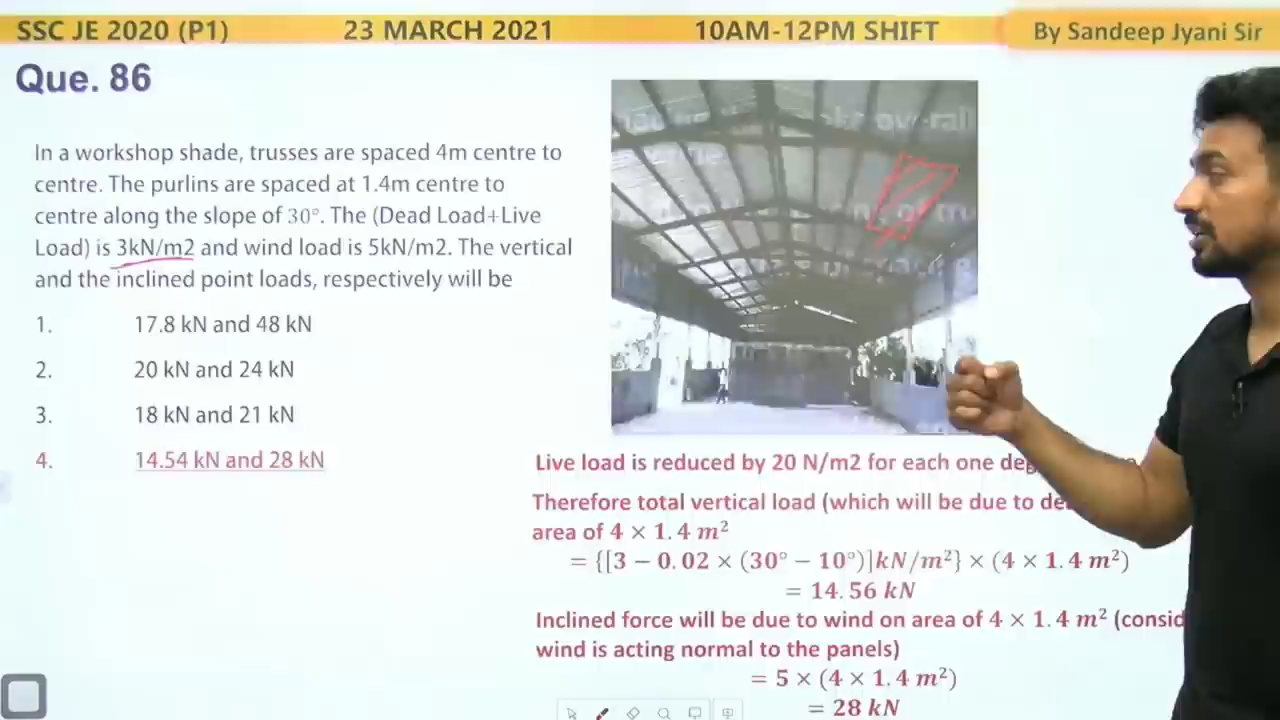 SSC JE 2020 (P1) 23 MARCH 2021 10AM-12PM SHIFT By Sandeep Jyani Sir
Que. 86
In a workshop shade, trusses are spaced 4m centre to
centre. The purlins are spaced at 1.4m centre to
centre along the slope of 30°. The (Dead Load+Live
Load) is 3kN/m2 and wind load is 5kN/m2. The vertical
and the inclined point loads, respectively will be
1. 17.8 kN and 48 kN
2. 20 kN and 24 kN
3. 18 kN and 21 kN
4. 14.54 kN and 28 kN
Live load is reduced by 20 N/m2 for each one
Therefore total vertical load (which will be due to
area of 4 × 1.4 m²
= {[3 − 0.02 × (30° − 10°)]kN/m²} × (4 × 1.4 m²)
= 14.56 kN
Inclined force will be due to wind on area of 4 × 1.4 m² (consid
wind is acting normal to the panels)
= 5 × (4 × 1.4 m²)
= 28 kN